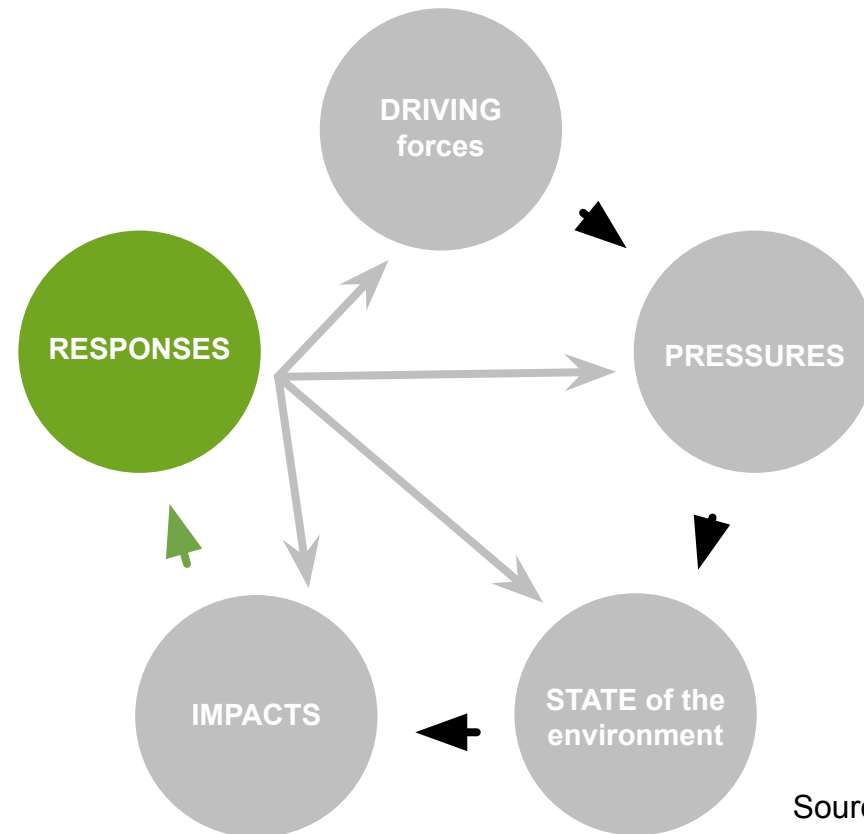 DRIVING
forces
RESPONSES
PRESSURES
IMPACTS
STATE of the
environment